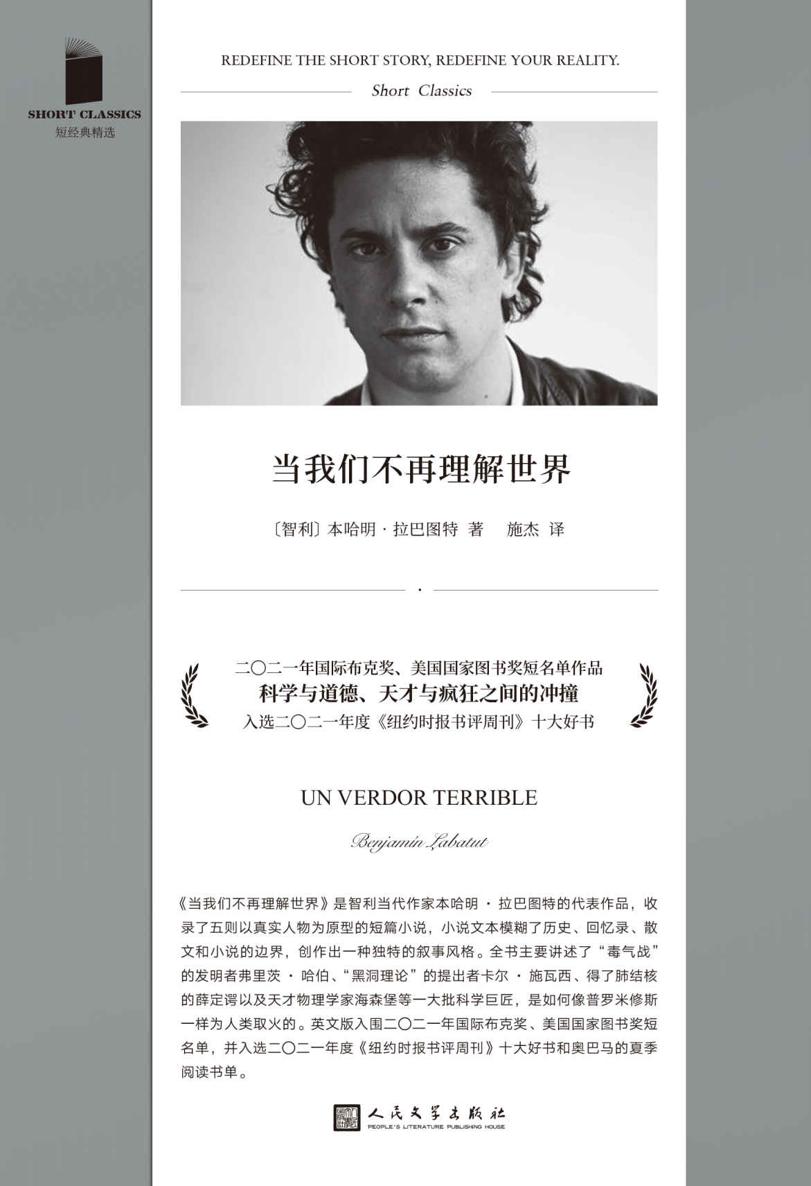 REDEFINE THE SHORT STORY, REDEFINE YOUR REALITY.
Short Classics
SHORT CLASSICS
短经典精选
当我们不再理解世界
〔智利〕本哈明·拉巴图特 著 施杰 译
二〇二一年国际布克奖、美国国家图书奖短名单作品
科学与道德、天才与疯狂之间的冲撞
入选二〇二一年度《纽约时报书评周刊》十大好书
UN VERDOR TERRIBLE
Benjamín Labatut
《当我们不再理解世界》是智利当代作家本哈明·拉巴图特的代表作品，收
录了五则以真实人物为原型的短篇小说，小说文本模糊了历史、回忆录、散
文和小说的边界，创作出一种独特的叙事风格。全书主要讲述了“毒气战”
的发明者弗里茨·哈伯、“黑洞理论”的提出者卡尔·施瓦西、得了肺结核
的薛定谔以及天才物理学家海森堡等一大批科学巨匠，是如何像普罗米修斯
一样为人类取火的。英文版入围二〇二一年国际布克奖、美国国家图书奖短
名单，并入选二〇二一年度《纽约时报书评周刊》十大好书和奥巴马的夏季
阅读书单。
人民文学出版社
PEOPLE'S LITERATURE PUBLISHING HOUSE